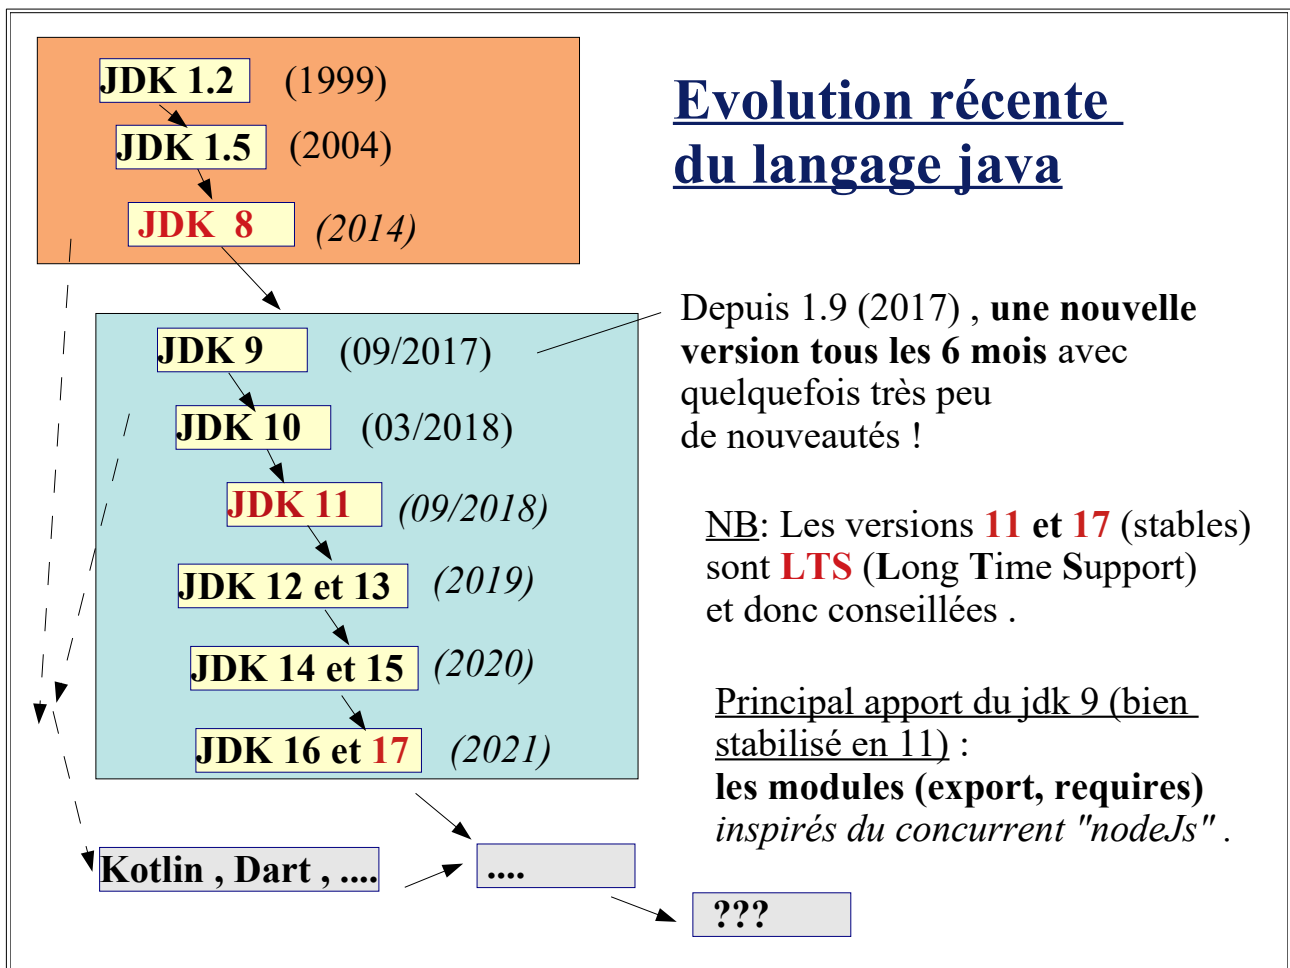 JDK 1.2 (1999)
JDK 1.5 (2004)
JDK 8 (2014)
Evolution récente
du langage java
JDK 9 (09/2017)
JDK 10 (03/2018)
JDK 11 (09/2018)
JDK 12 et 13 (2019)
JDK 14 et 15 (2020)
JDK 16 et 17 (2021)
Depuis 1.9 (2017) , une nouvelle
version tous les 6 mois avec
quelquefois très peu
de nouveautés !
NB: Les versions 11 et 17 (stables)
sont LTS (Long Time Support)
et donc conseillées .
Principal apport du jdk 9 (bien
stabilisé en 11) :
les modules (export, requires)
inspirés du concurrent "nodeJs" .
Kotlin , Dart , ....
....
???